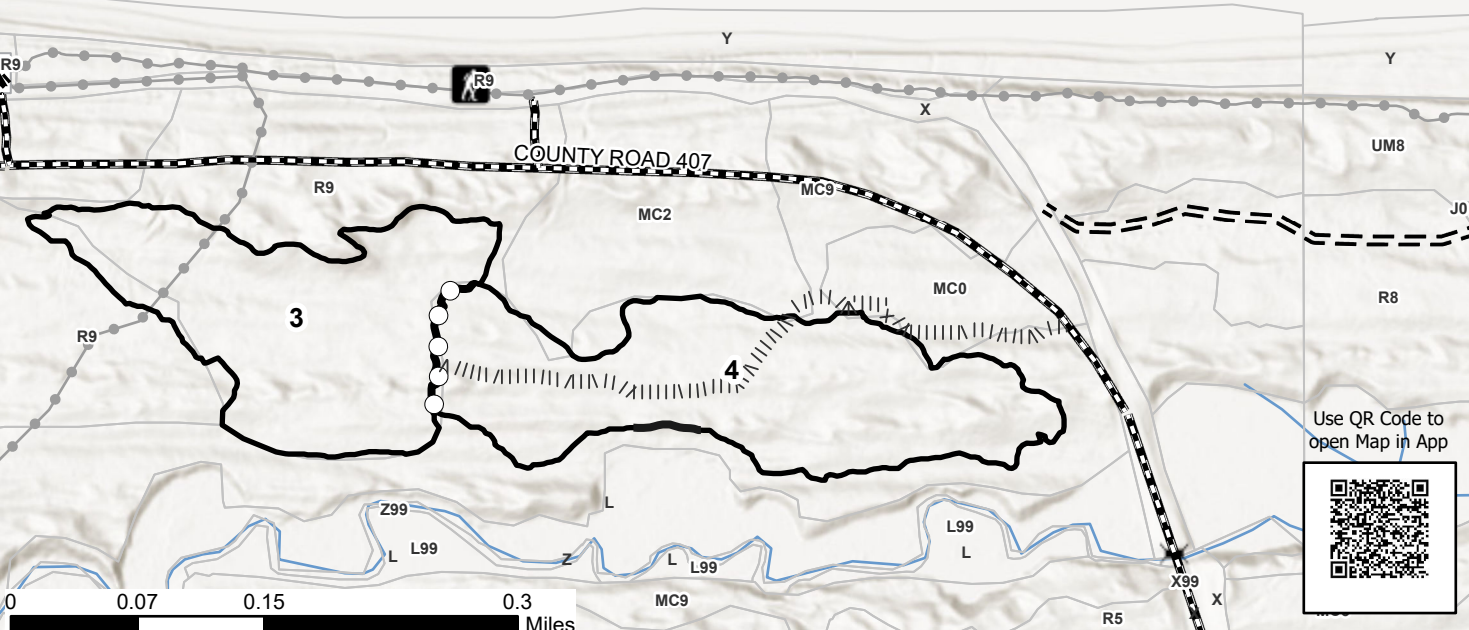 Y
Y
R9
R9
X
UM8
COUNTY ROAD 407
R9
MC9
MC2
J0
MC0
R8
3
R9
4
Use QR Code to
open Map in App
L
Z99
L99
L
L99
L
Z
L
L99
X99
MC9
X
R5
0 0.07 0.15 0.3
Miles